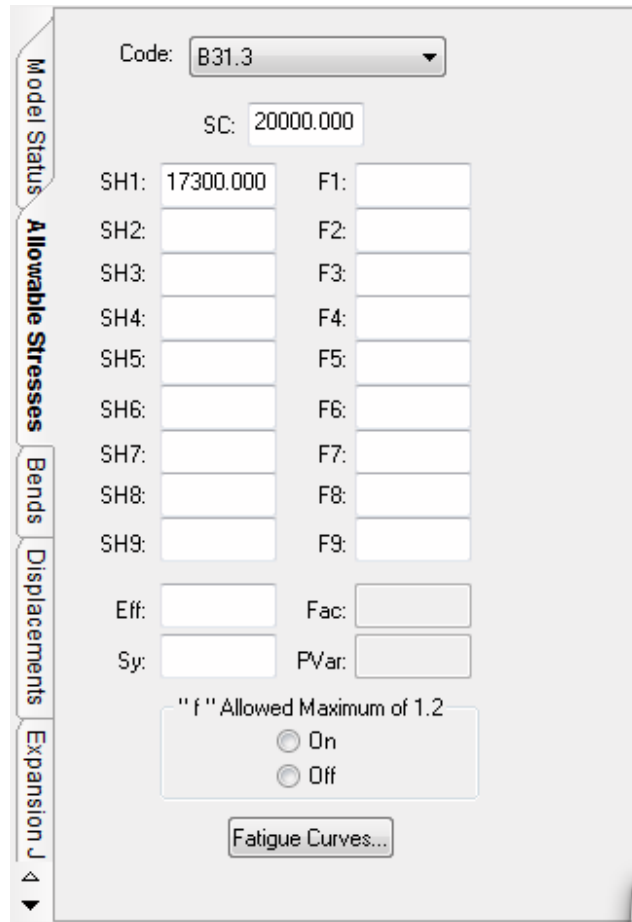 Model Status
Allowable Stresses
Bends
Displacements
Expansion J
Code: B31.3
SC: 20000.000
SH1: 17300.000 F1:
SH2: F2:
SH3: F3:
SH4: F4:
SH5: F5:
SH6: F6:
SH7: F7:
SH8: F8:
SH9: F9:
Eff: Fac:
Sy: PVar:
" f " Allowed Maximum of 1.2
On
Off
Fatigue Curves...